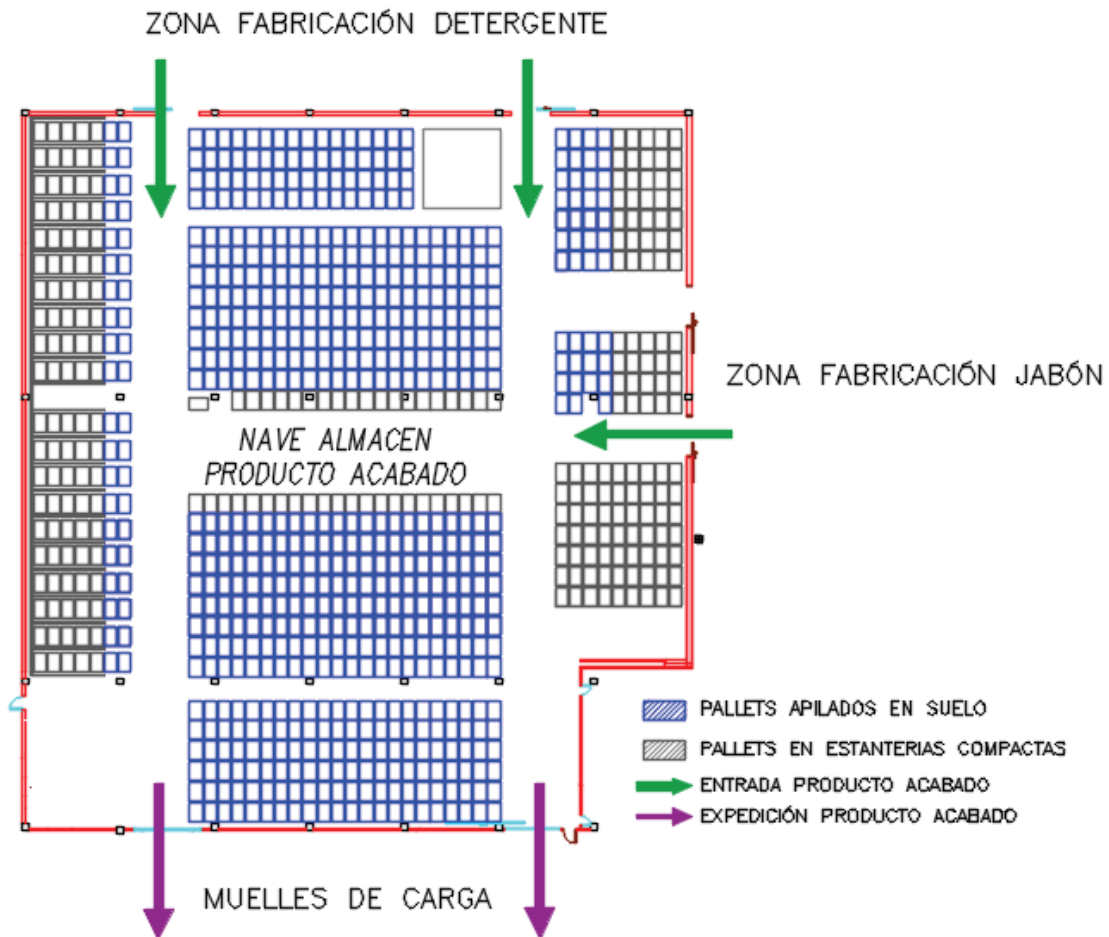 ZONA FABRICACIÓN DETERGENTE
ZONA FABRICACIÓN JABÓN
NAVE ALMACEN
PRODUCTO ACABADO
PALLETS APILADOS EN SUELO
PALLETS EN ESTANTERIAS COMPACTAS
ENTRADA PRODUCTO ACABADO
EXPEDICIÓN PRODUCTO ACABADO
MUELLES DE CARGA